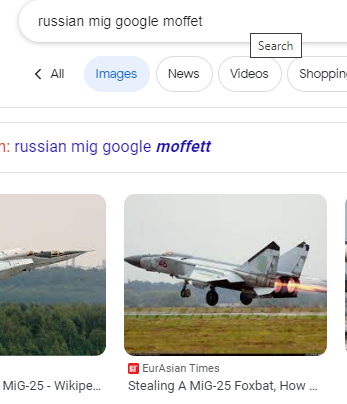 russian mig google moffet
Search
All Images News Videos Shoppin
n: russian mig google moffett
EurAsian Times
MiG-25 - Wikipe... Stealing A MiG-25 Foxbat, How ...